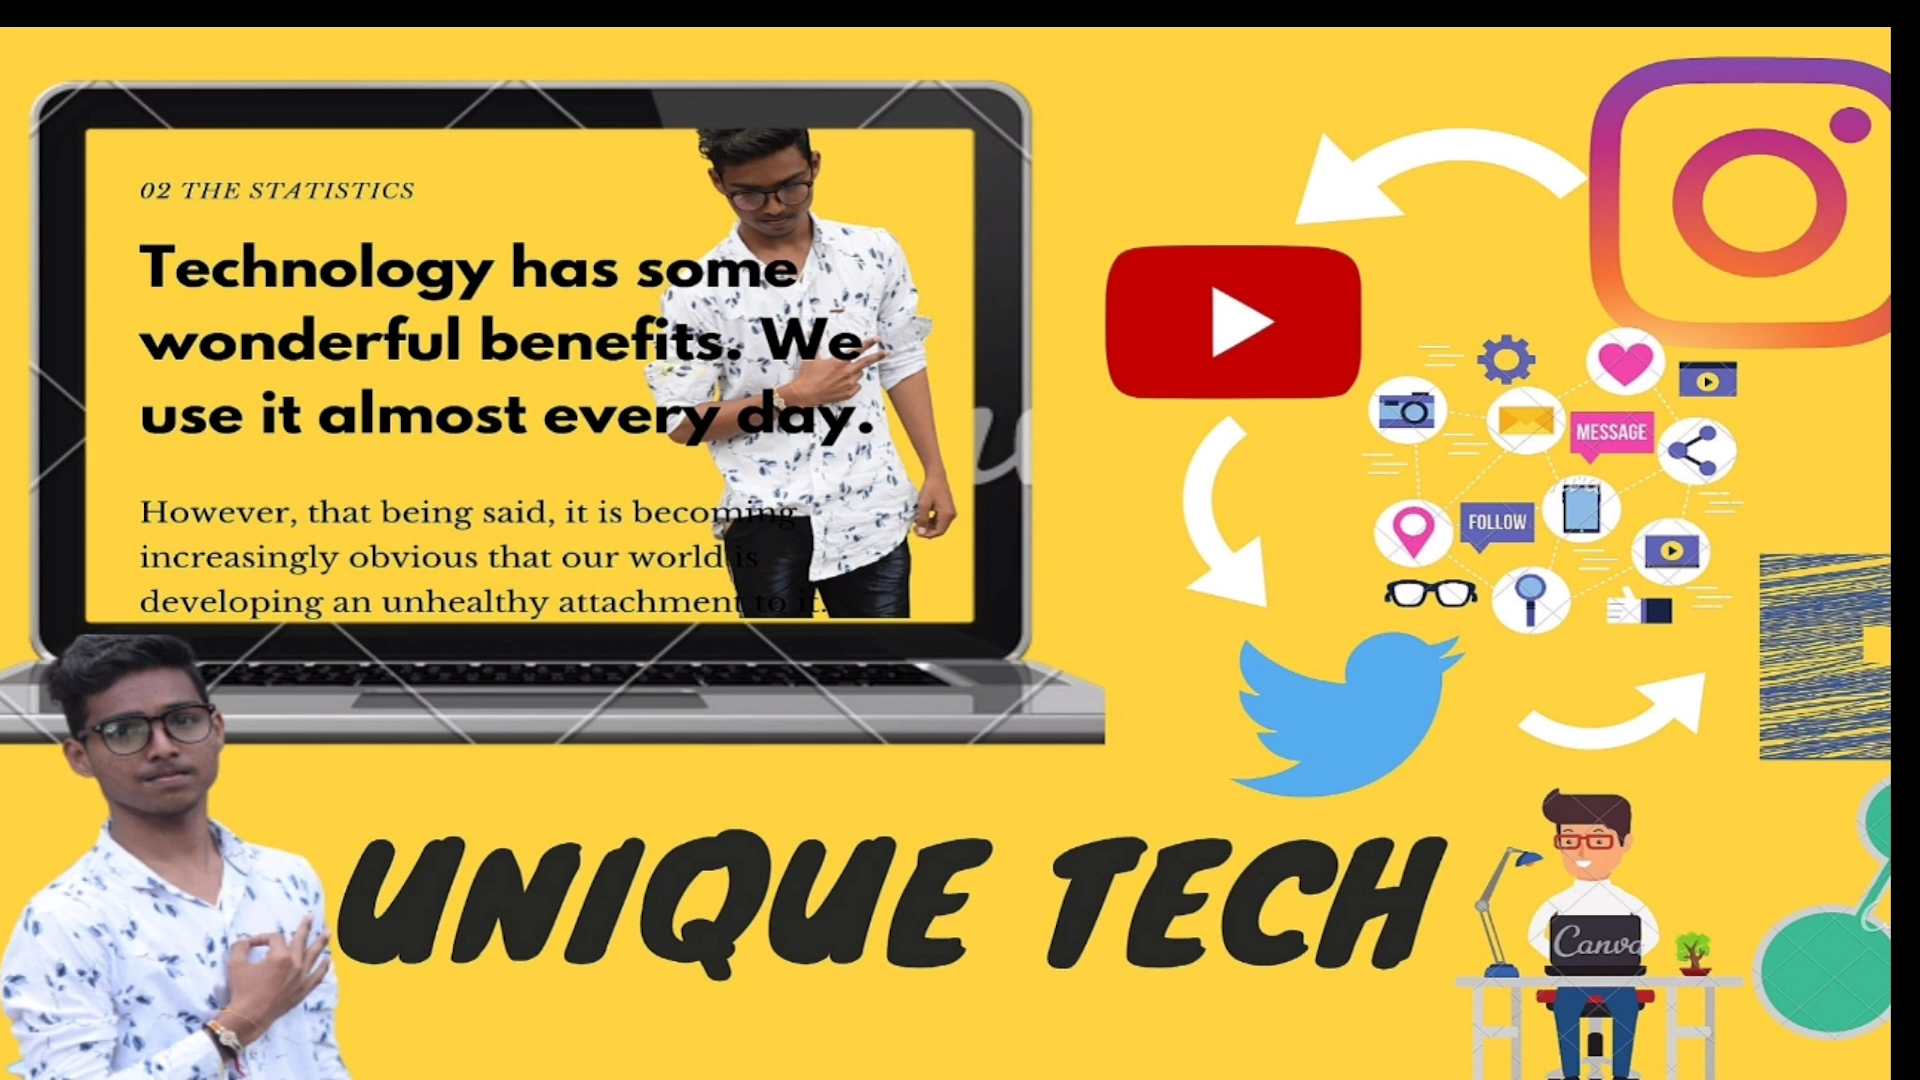 02 THE STATISTICS
Technology has some
wonderful benefits. We
use it almost every day.
However, that being said, it is becoming
increasingly obvious that our world is
developing an unhealthy attachment to it.
MESSAGE
FOLLOW
UNIQUE TECH
Canva